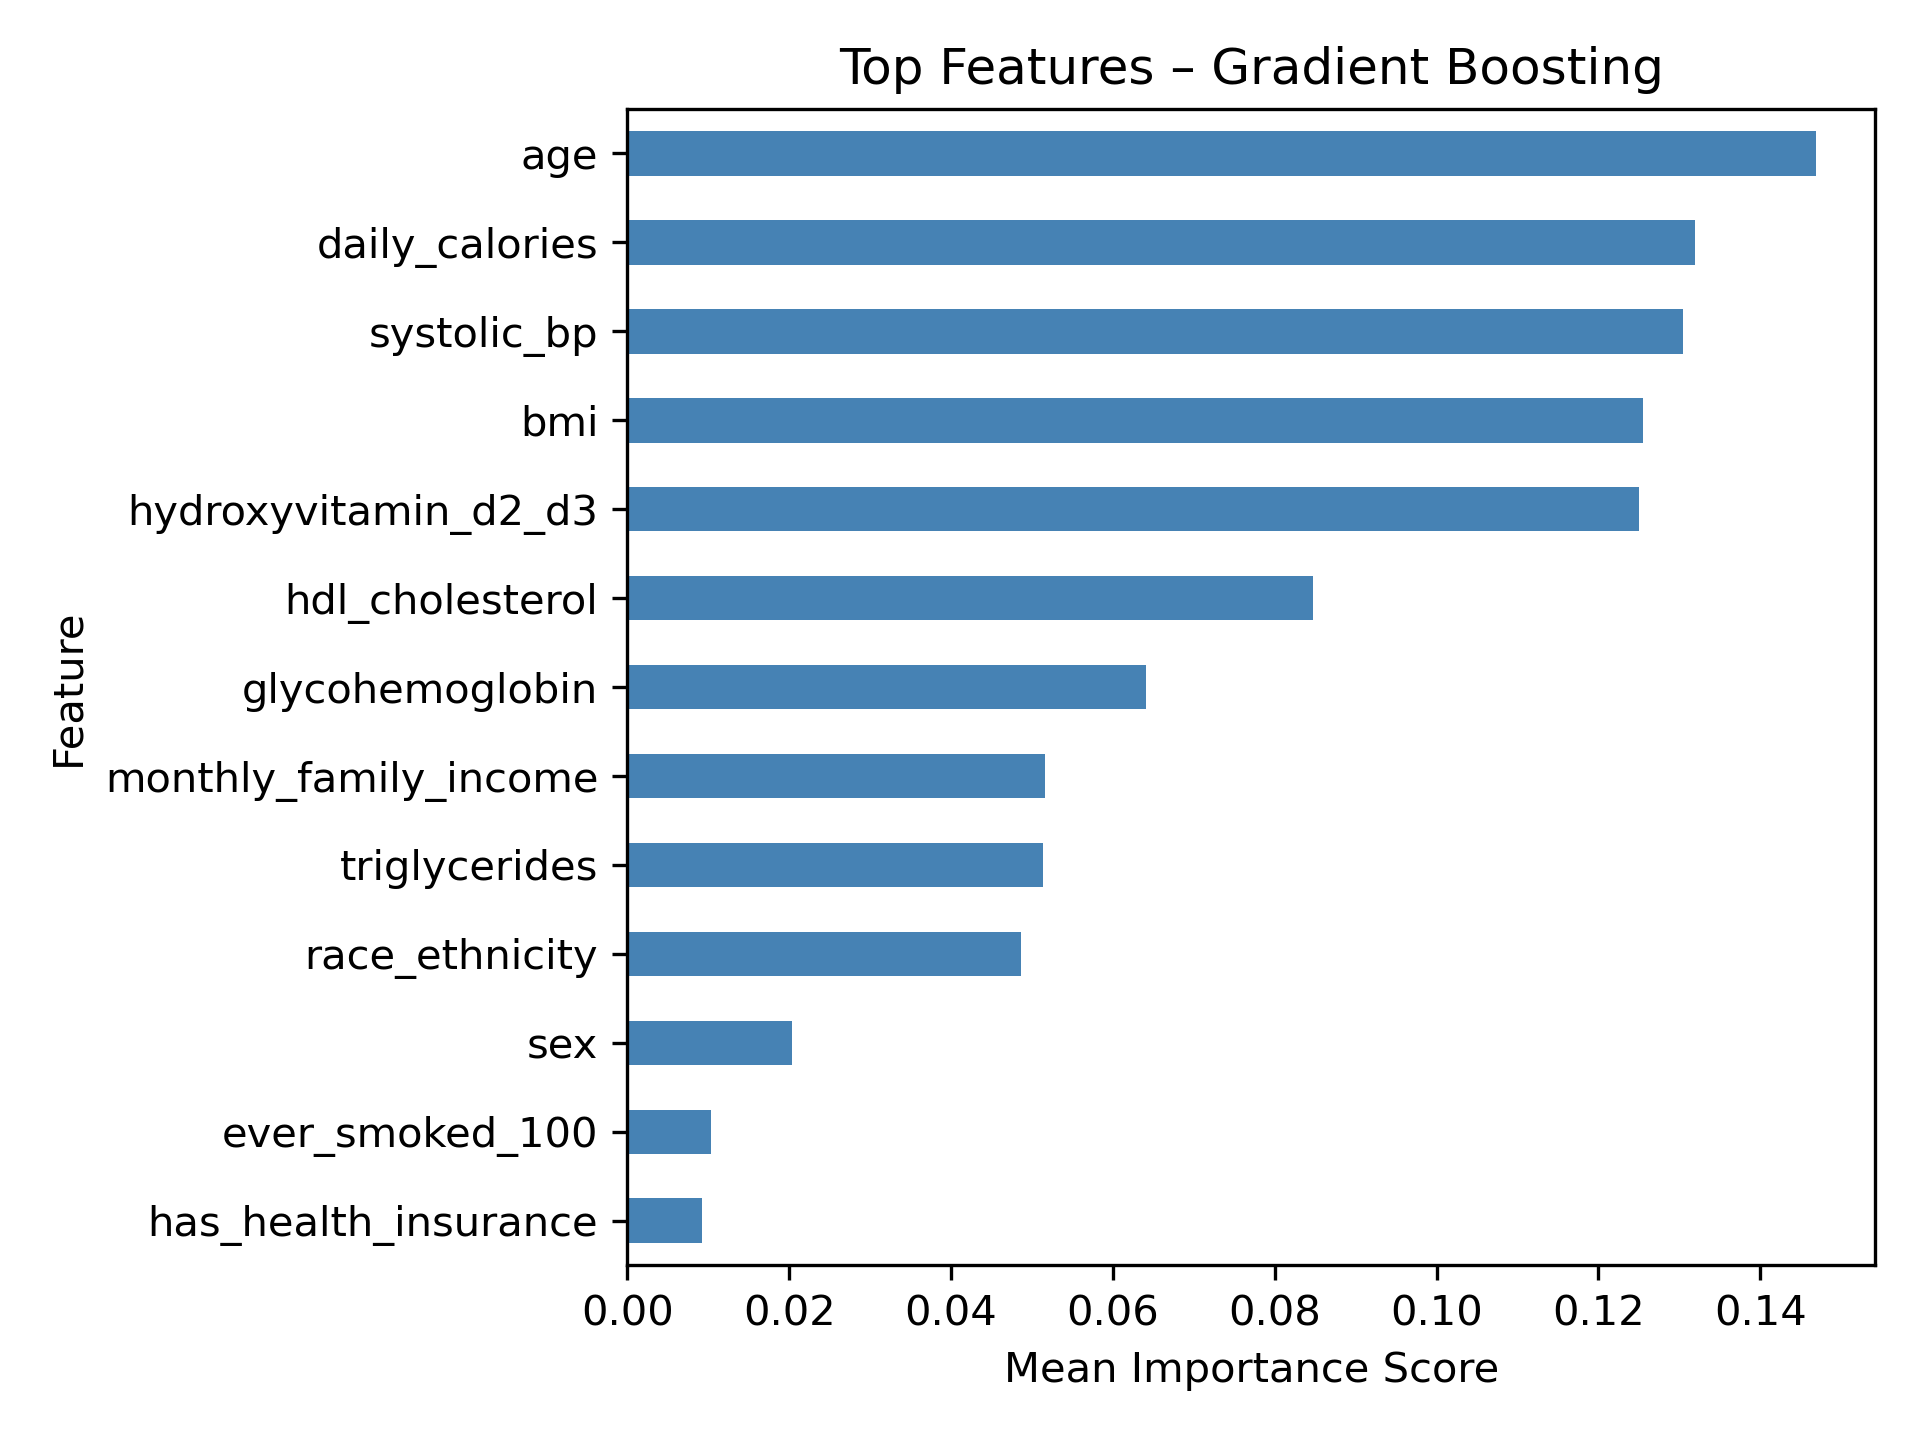 Top Features – Gradient Boosting
age
daily_calories
systolic_bp
bmi
hydroxyvitamin_d2_d3
hdl_cholesterol
glycohemoglobin
monthly_family_income
triglycerides
race_ethnicity
sex
ever_smoked_100
has_health_insurance
Feature
0.00 0.02 0.04 0.06 0.08 0.10 0.12 0.14
Mean Importance Score